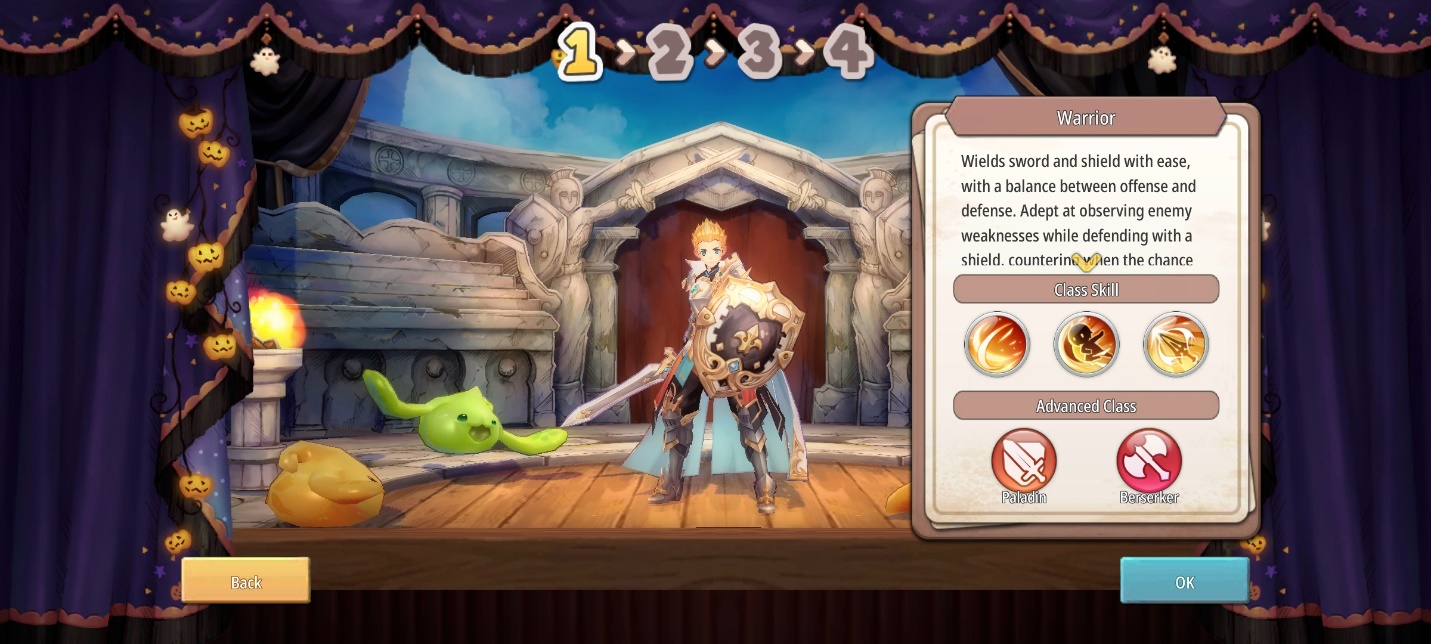 1 2 3 4
Warrior
Wields sword and shield with ease,
with a balance between offense and
defense. Adept at observing enemy
weaknesses while defending with a
shield, countering when the chance
Class Skill
Advanced Class
Paladin Berserker
Back OK